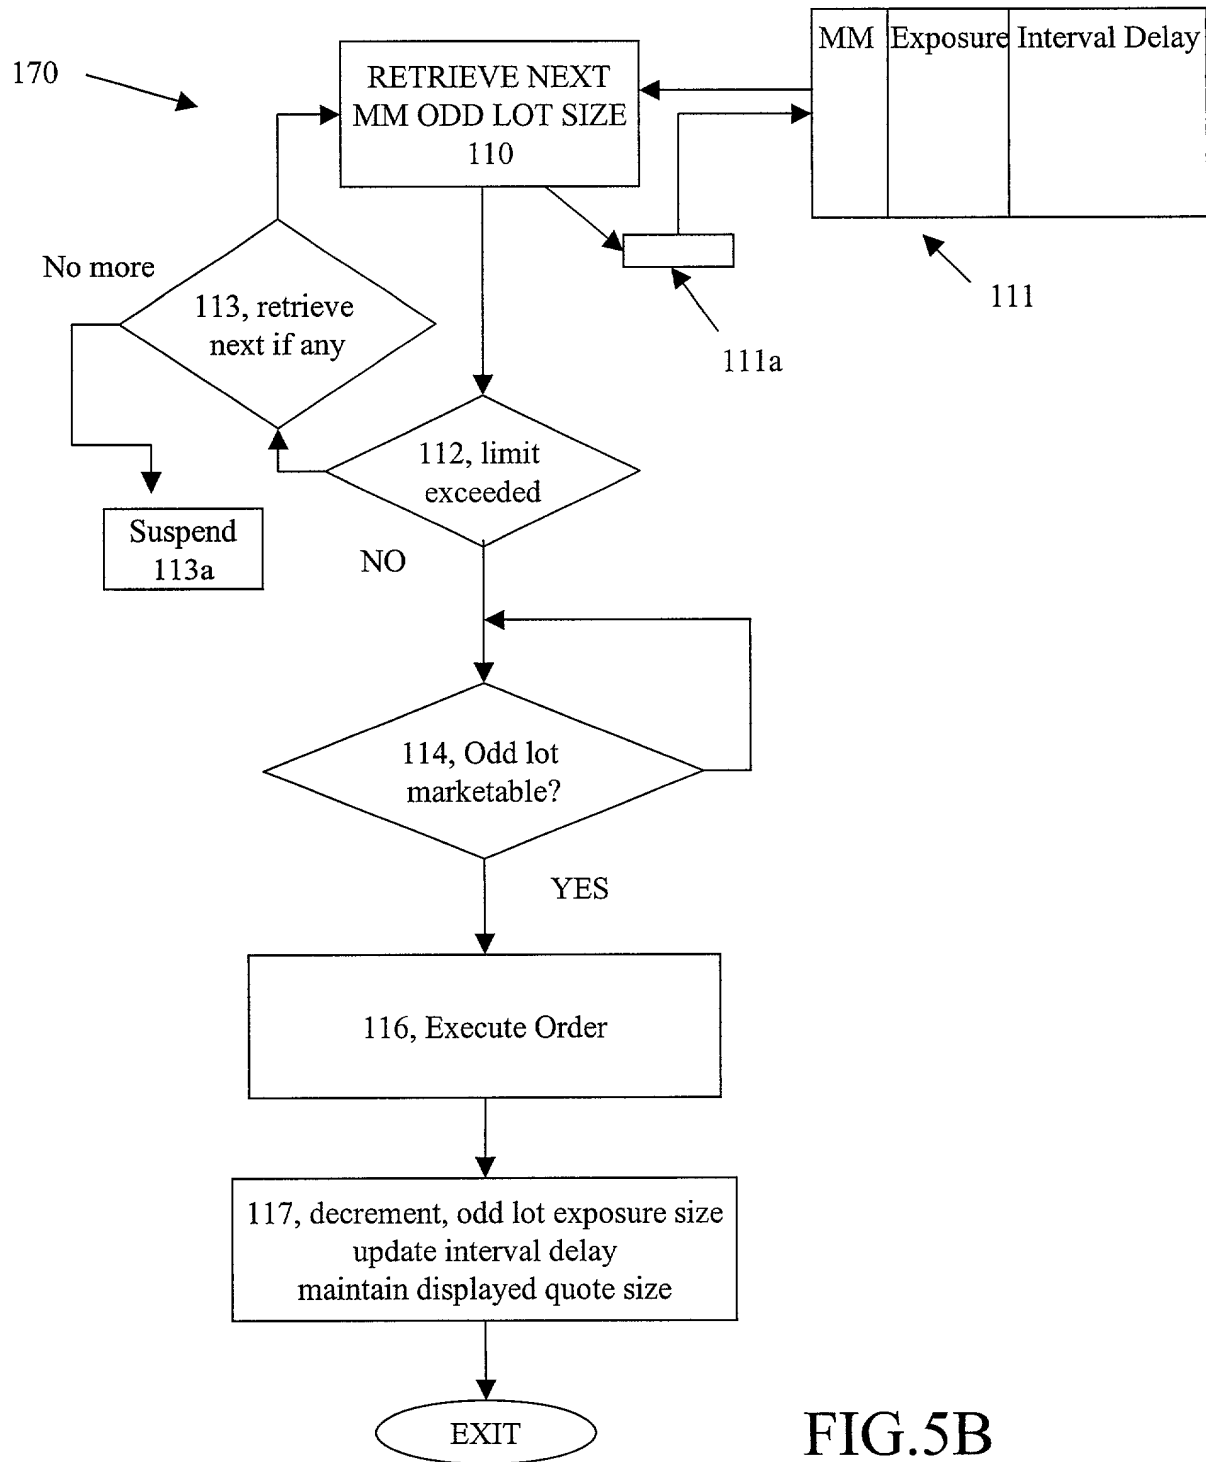 170
RETRIEVE NEXT
MM ODD LOT SIZE
110
MM
Exposure
Interval Delay
111
111a
No more
113, retrieve
next if any
112, limit
exceeded
Suspend
113a
NO
114, Odd lot
marketable?
YES
116, Execute Order
117, decrement, odd lot exposure size
update interval delay
maintain displayed quote size
EXIT
FIG.5B